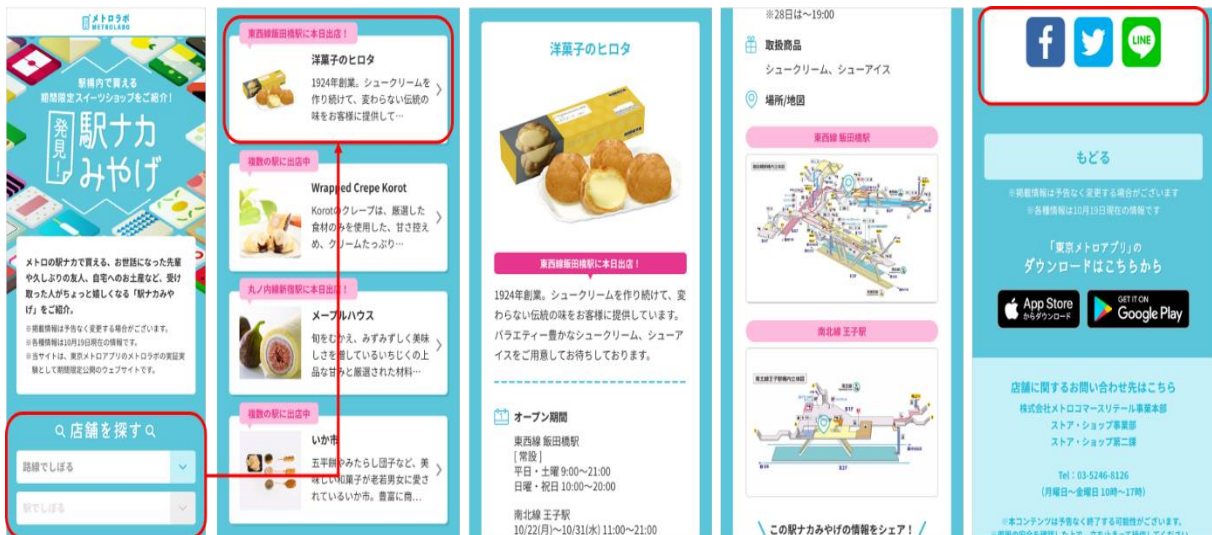 メトロラボ
METROLABO
駅構内で買える
期間限定スイーツショップをご紹介!
発見!
駅ナカ
みやげ
メトロの駅ナカで買える、お世話になった先輩
や久しぶりの友人、自宅へのお土産など、受け
取った人がちょっと嬉しくなる「駅ナカみや
げ」をご紹介。
※掲載情報は予告なく変更する場合がございます。
※各種情報は10月19日現在の情報です。
※当サイトは、東京メトロアプリのメトロラボの実証実
験として期間限定公開のウェブサイトです。
店舗を探す
路線でしぼる
駅でしぼる
東西線飯田橋駅に本日出店!
洋菓子のヒロタ
1924年創業。シュークリームを
作り続けて、変わらない伝統の
味をお客様に提供して…
複数の駅に出店中
Wrapped Crepe Korot
Korotのクレープは、厳選した
食材のみを使用した、甘さ控え
め、クリームたっぷり…
丸ノ内線新宿駅に本日出店!
メープルハウス
旬をむかえ、みずみずしく美味
しさを増しているいちじくの上
品な甘みと厳選された材料…
複数の駅に出店中
いか市
五平餅やみたらし団子など、美
味しい和菓子が老若男女に愛さ
れているいか市。豊富に商…
洋菓子のヒロタ
東西線飯田橋駅に本日出店!
1924年創業。シュークリームを作り続けて、変
わらない伝統の味をお客様に提供しています。
バラエティー豊かなシュークリーム、シューア
イスをご用意してお待ちしております。
オープン期間
東西線 飯田橋駅
[ 常設 ]
平日・土曜 9:00〜21:00
日曜・祝日 10:00〜20:00
南北線 王子駅
10/22(月)〜10/31(水) 11:00〜21:00
※28日は〜19:00
取扱商品
シュークリーム、シューアイス
場所/地図
東西線 飯田橋駅
南北線 王子駅
この駅ナカみやげの情報をシェア!
LINE
もどる
※掲載情報は予告なく変更する場合がございます
※各種情報は10月19日現在の情報です
「東京メトロアプリ」の
ダウンロードはこちらから
App Store
からダウンロード
GET IT ON
Google Play
店舗に関するお問い合わせ先はこちら
株式会社メトロコマースリテール事業本部
ストア・ショップ事業部
ストア・ショップ第二課
Tel:03-5246-8126
(月曜日〜金曜日 10時〜17時)
※本コンテンツは予告なく終了する可能性がございます。